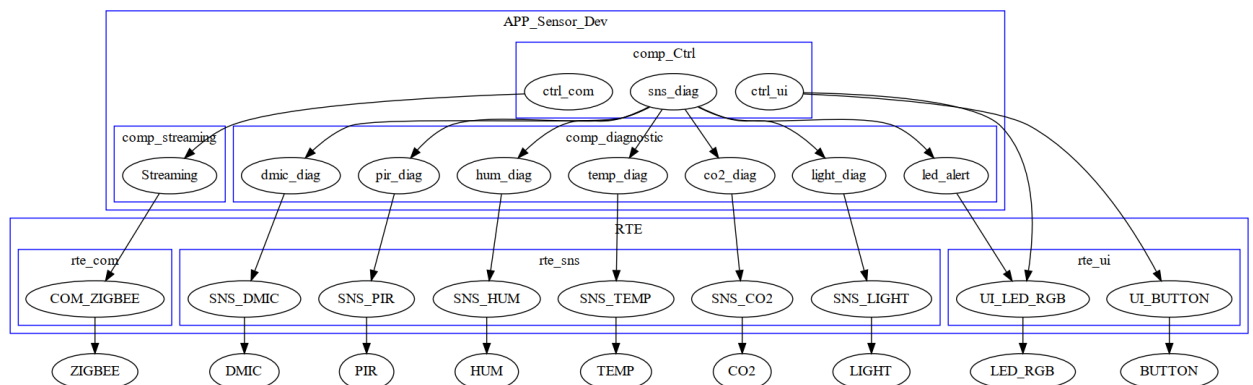 APP_Sensor_Dev
comp_Ctrl
ctrl_com
sns_diag
ctrl_ui
comp_streaming
comp_diagnostic
Streaming
dmic_diag
pir_diag
hum_diag
temp_diag
co2_diag
light_diag
led_alert
RTE
rte_com
rte_sns
rte_ui
COM_ZIGBEE
SNS_DMIC
SNS_PIR
SNS_HUM
SNS_TEMP
SNS_CO2
SNS_LIGHT
UI_LED_RGB
UI_BUTTON
ZIGBEE
DMIC
PIR
HUM
TEMP
CO2
LIGHT
LED_RGB
BUTTON